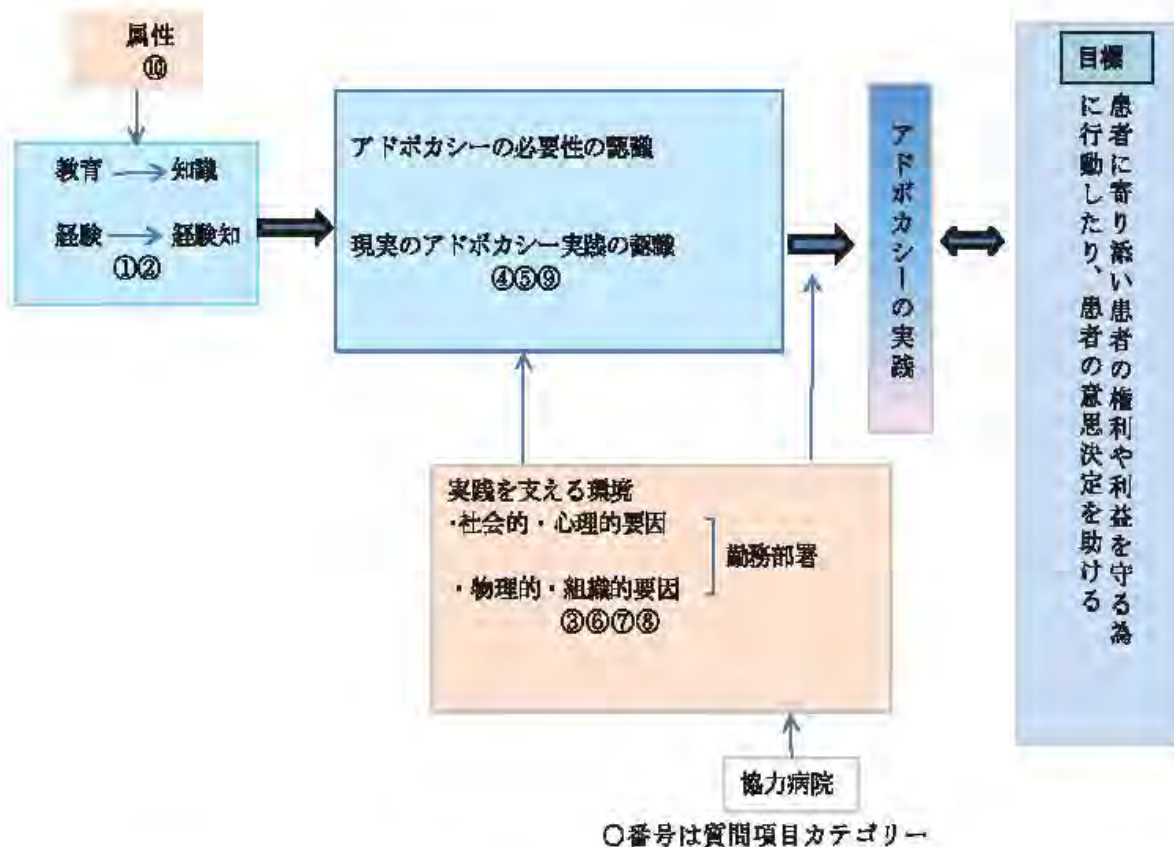 属性
⑩
教育 → 知識
経験 → 経験知
①②
アドボカシーの必要性の認識
現実のアドボカシー実践の認識
④⑤⑨
アドボカシーの実践
目標
患者に寄り添い患者の権利や利益を守る為
に行動したり、患者の意思決定を助ける
実践を支える環境
・社会的・心理的要因
勤務部署
・物理的・組織的要因
③⑥⑦⑧
協力病院
○番号は質問項目カテゴリー